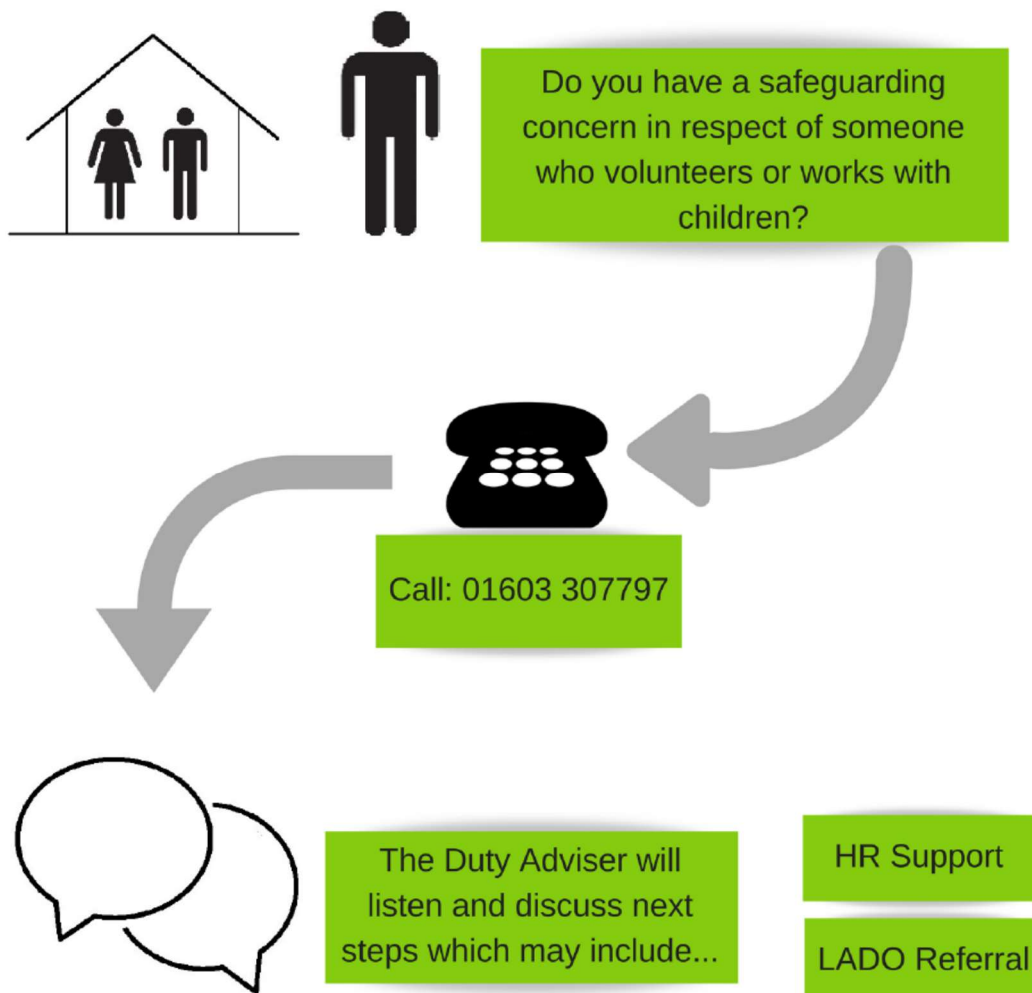 Do you have a safeguarding
concern in respect of someone
who volunteers or works with
children?
Call: 01603 307797
The Duty Adviser will
listen and discuss next
steps which may include...
HR Support
LADO Referral